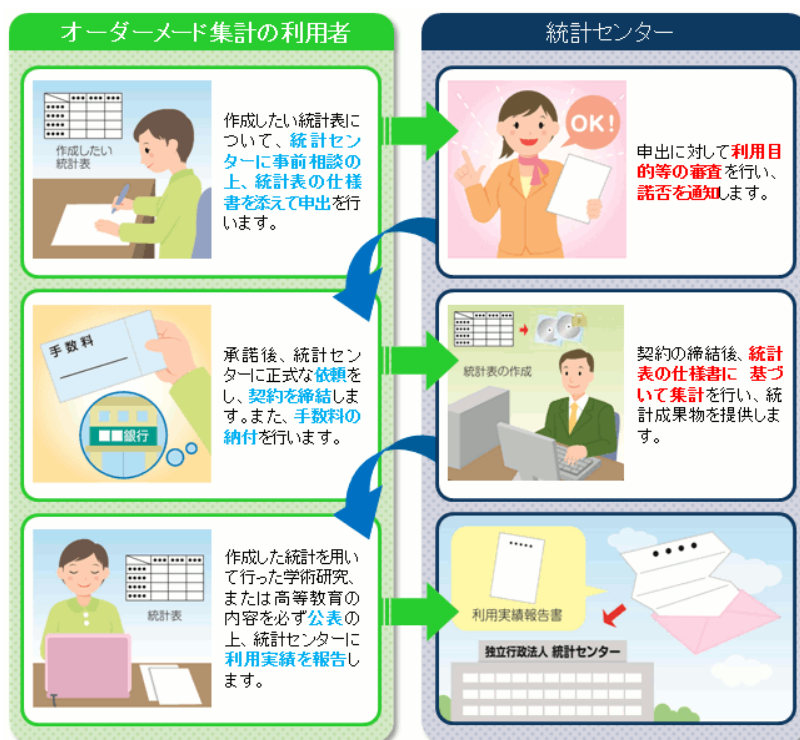 オーダーメード集計の利用者
統計センター
作成したい
統計表
作成したい統計表に
ついて、統計セン
ターに事前相談の
上、統計表の仕様
書を添えて申出を行
います。
OK!
申出に対して利用目
的等の審査を行い、
諾否を通知します。
手数料
■■銀行
承諾後、統計セン
ターに正式な依頼を
し、契約を締結しま
す。また、手数料の
納付を行います。
統計表の作成
契約の締結後、統計
表の仕様書に 基づ
いて集計を行い、統
計成果物を提供しま
す。
統計表
作成した統計を用い
て行った学術研究、
または高等教育の
内容を必ず公表の
上、統計センターに
利用実績を報告し
ます。
利用実績報告書
独立行政法人 統計センター